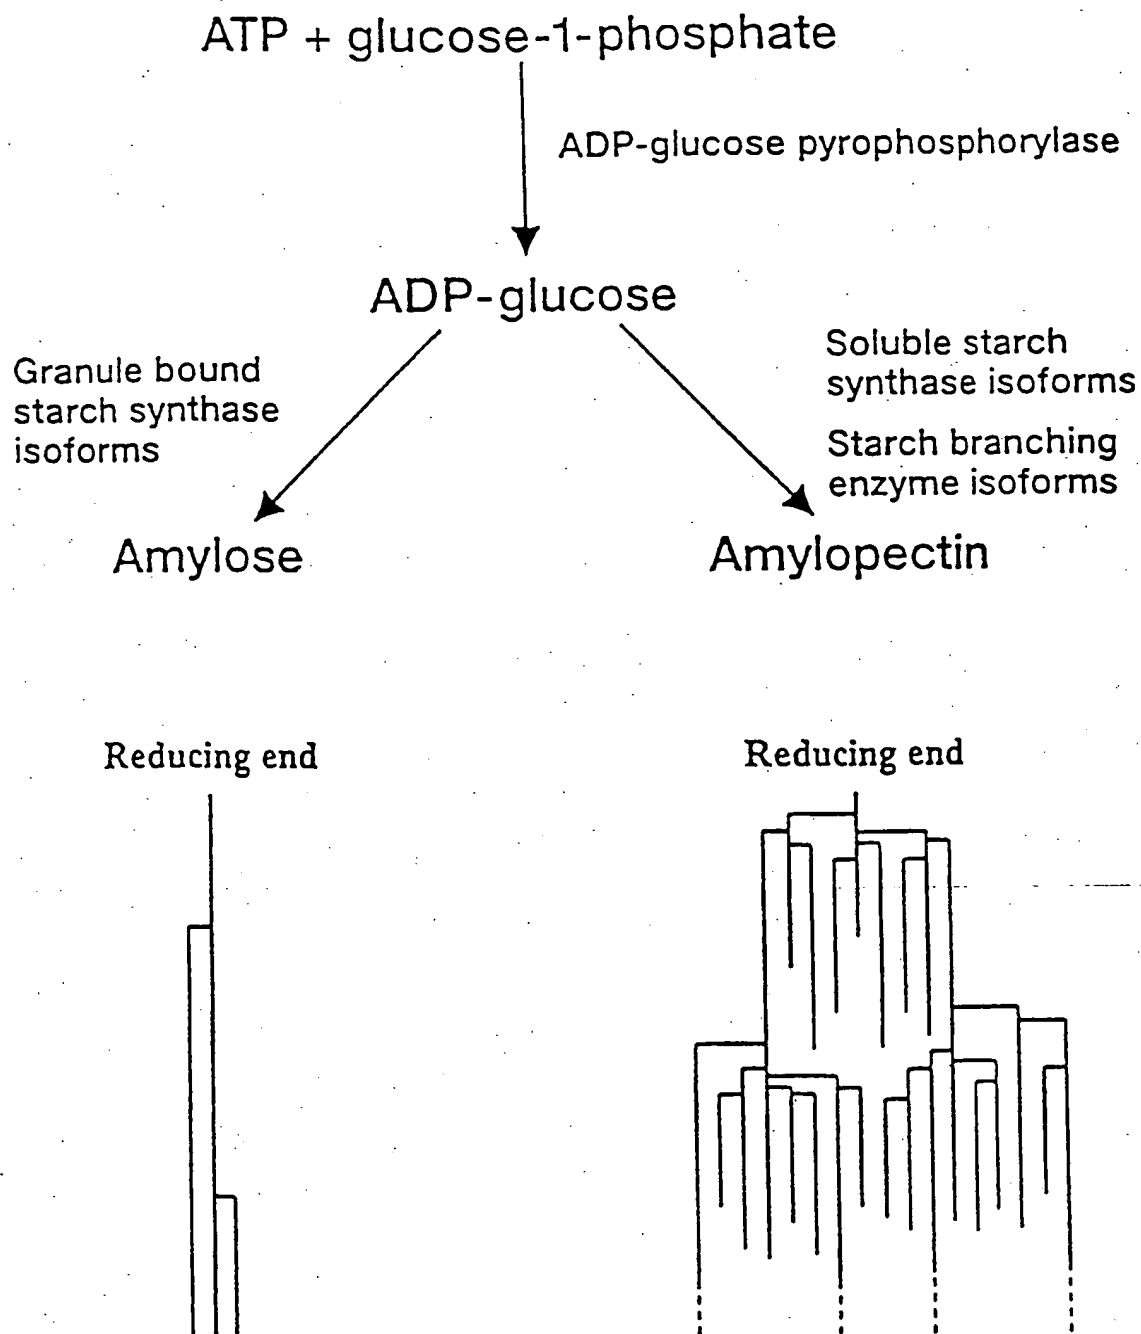 ATP + glucose-1-phosphate
ADP-glucose pyrophosphorylase
ADP-glucose
Granule bound
starch synthase
isoforms
Soluble starch
synthase isoforms
Starch branching
enzyme isoforms
Amylose
Amylopectin
Reducing end
Reducing end